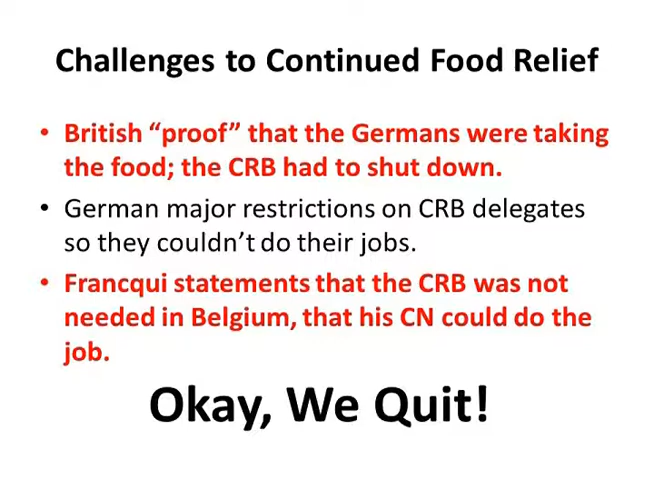 Challenges to Continued Food Relief
• British “proof” that the Germans were taking
the food; the CRB had to shut down.
• German major restrictions on CRB delegates
so they couldn’t do their jobs.
• Francqui statements that the CRB was not
needed in Belgium, that his CN could do the
job.
Okay, We Quit!